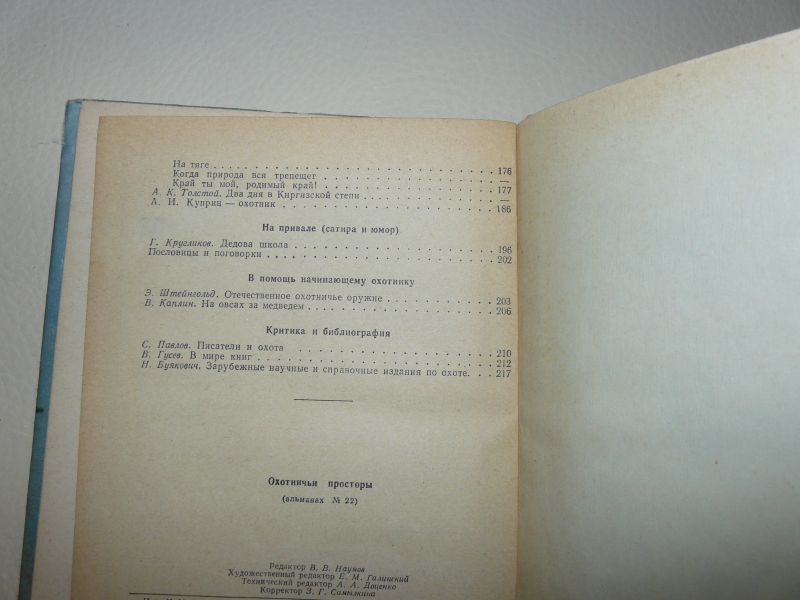 На тяге . . . . . . . . . . . . . . . . . . . . . . . 176
Когда природа вся трепещет . . . . . . . . . . . . —
Край ты мой, родимый край! . . . . . . . . . . . . 177
А. К. Толстой. Два дня в Киргизской степи . . . . . . . . . —
А. И. Куприн — охотник . . . . . . . . . . . . . . . 186
На привале (сатира и юмор)
Г. Кругликов. Дедова школа . . . . . . . . . . . . . . 196
Пословицы и поговорки . . . . . . . . . . . . . . . . 202
В помощь начинающему охотнику
Э. Штейнгольд. Отечественное охотничье оружие . . . . . . . 203
В. Каплин. На овсах за медведем . . . . . . . . . . . . 206
Критика и библиография
С. Павлов. Писатели и охота . . . . . . . . . . . . . . 210
В. Гусев. В мире книг . . . . . . . . . . . . . . . . 212
Н. Буякович. Зарубежные научные и справочные издания по охоте. . . 217
Охотничьи просторы
(альманах № 22)
Редактор В. В. Наумов
Художественный редактор Е. М. Галинский
Технический редактор А. А. Доценко
Корректор З. Г. Самылкина